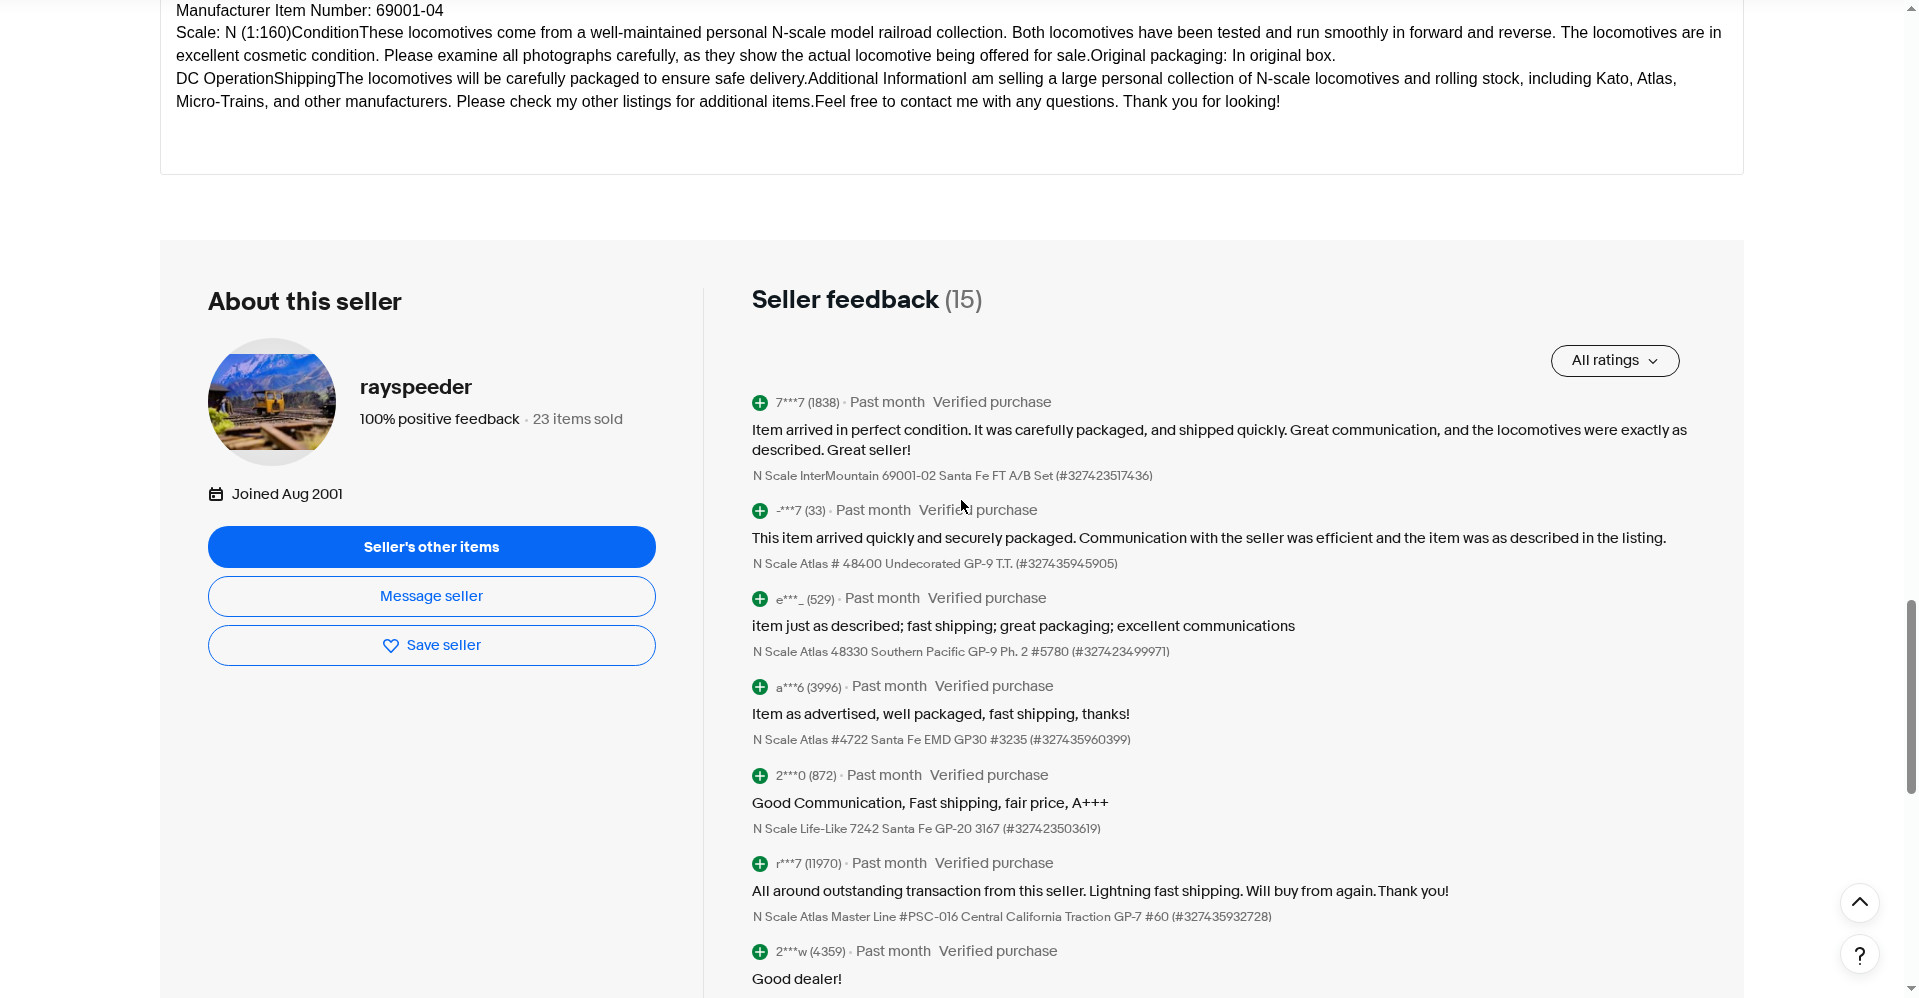 Manufacturer Item Number: 69001-04
Scale: N (1:160)ConditionThese locomotives come from a well-maintained personal N-scale model railroad collection. Both locomotives have been tested and run smoothly in forward and reverse. The locomotives are in
excellent cosmetic condition. Please examine all photographs carefully, as they show the actual locomotive being offered for sale.Original packaging: In original box.
DC OperationShippingThe locomotives will be carefully packaged to ensure safe delivery.Additional InformationI am selling a large personal collection of N-scale locomotives and rolling stock, including Kato, Atlas,
Micro-Trains, and other manufacturers. Please check my other listings for additional items.Feel free to contact me with any questions. Thank you for looking!
About this seller
rayspeeder
100% positive feedback · 23 items sold
Joined Aug 2001
Seller's other items
Message seller
Save seller
Seller feedback (15)
All ratings
7***7 (1838) · Past month Verified purchase
Item arrived in perfect condition. It was carefully packaged, and shipped quickly. Great communication, and the locomotives were exactly as
described. Great seller!
N Scale InterMountain 69001-02 Santa Fe FT A/B Set (#327423517436)
-***7 (33) · Past month Verified purchase
This item arrived quickly and securely packaged. Communication with the seller was efficient and the item was as described in the listing.
N Scale Atlas # 48400 Undecorated GP-9 T.T. (#327435945905)
e***_ (529) · Past month Verified purchase
item just as described; fast shipping; great packaging; excellent communications
N Scale Atlas 48330 Southern Pacific GP-9 Ph. 2 #5780 (#327423499971)
a***6 (3996) · Past month Verified purchase
Item as advertised, well packaged, fast shipping, thanks!
N Scale Atlas #4722 Santa Fe EMD GP30 #3235 (#327435960399)
2***0 (872) · Past month Verified purchase
Good Communication, Fast shipping, fair price, A+++
N Scale Life-Like 7242 Santa Fe GP-20 3167 (#327423503619)
r***7 (11970) · Past month Verified purchase
All around outstanding transaction from this seller. Lightning fast shipping. Will buy from again. Thank you!
N Scale Atlas Master Line #PSC-016 Central California Traction GP-7 #60 (#327435932728)
2***w (4359) · Past month Verified purchase
Good dealer!
?